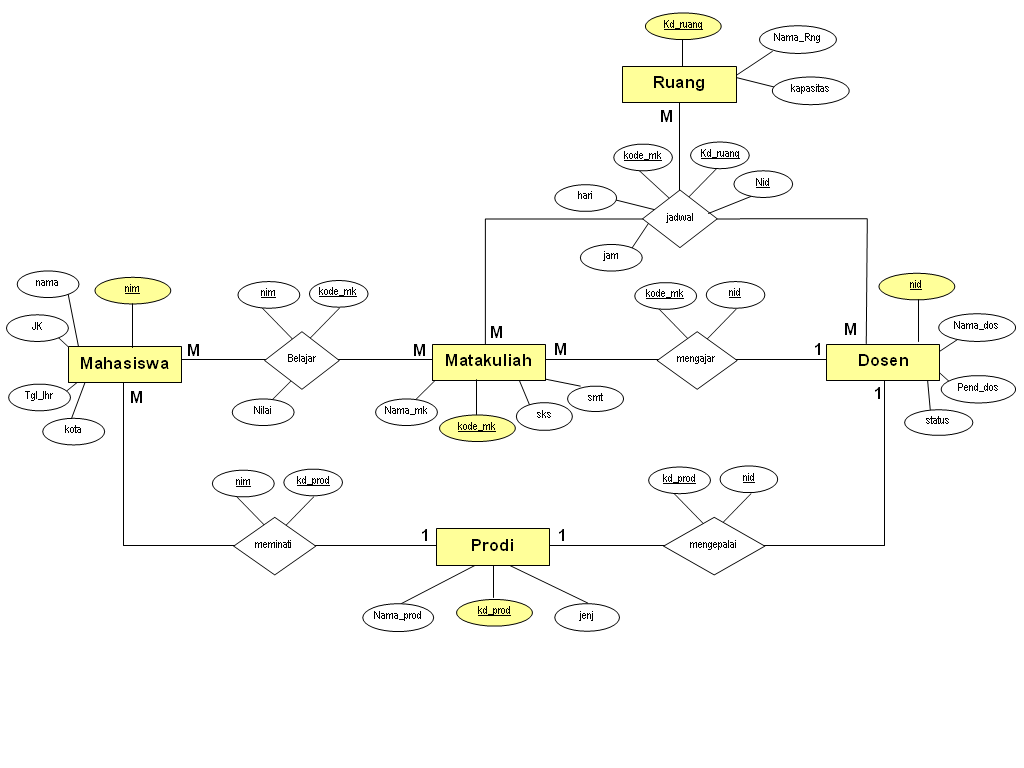 Kd_ruang
Nama_Rng
Ruang
kapasitas
M
kode_mk
Kd_ruang
Nid
hari
jadwal
jam
nama
nim
nim
kode_mk
kode_mk
nid
nid
JK
Nama_dos
M
M
Mahasiswa
M
Belajar
M
Matakuliah
M
mengajar
1
Dosen
Tgl_lhr
M
Nilai
Nama_mk
smt
1
Pend_dos
kota
kode_mk
sks
status
nim
kd_prod
kd_prod
nid
meminati
1
Prodi
1
mengepalai
Nama_prod
kd_prod
jenj